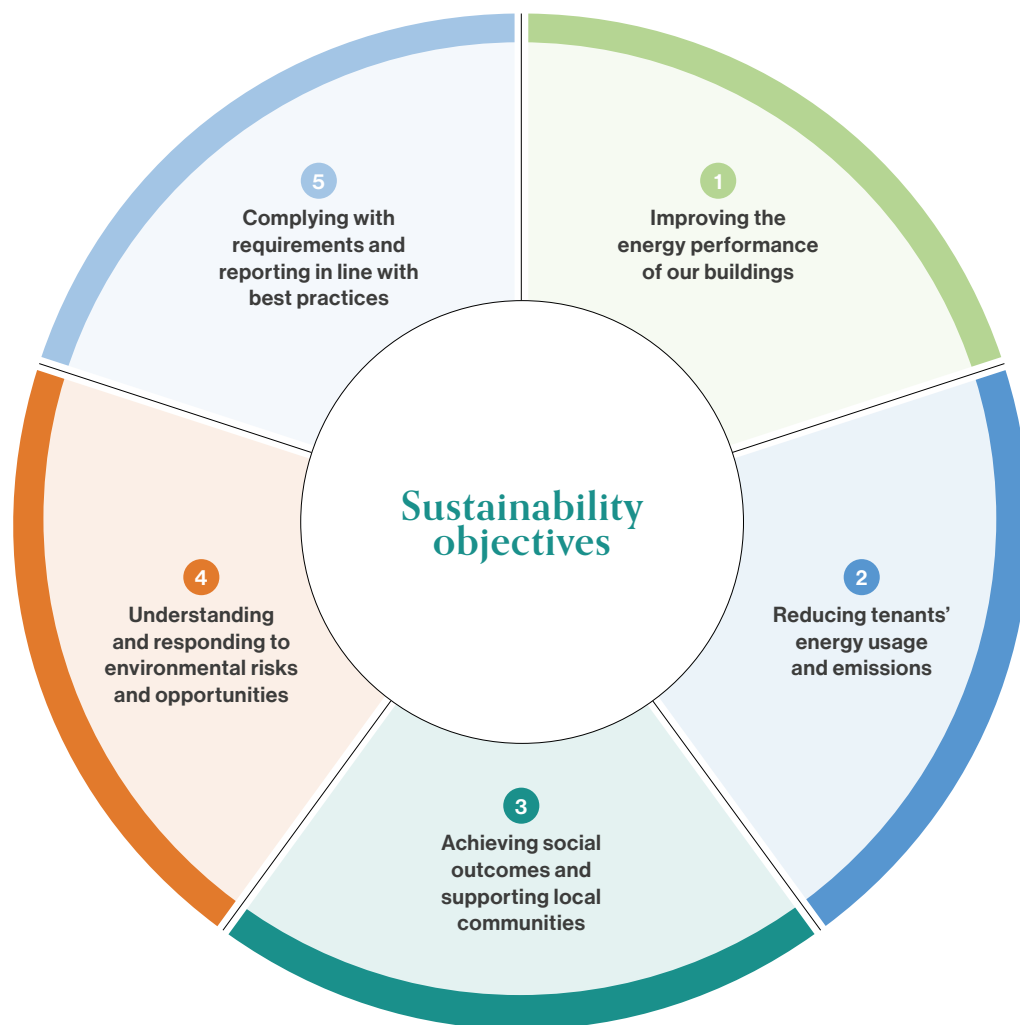 Sustainability
objectives
1
Improving the
energy performance
of our buildings
2
Reducing tenants’
energy usage
and emissions
3
Achieving social
outcomes and
supporting local
communities
4
Understanding
and responding to
environmental risks
and opportunities
5
Complying with
requirements and
reporting in line with
best practices